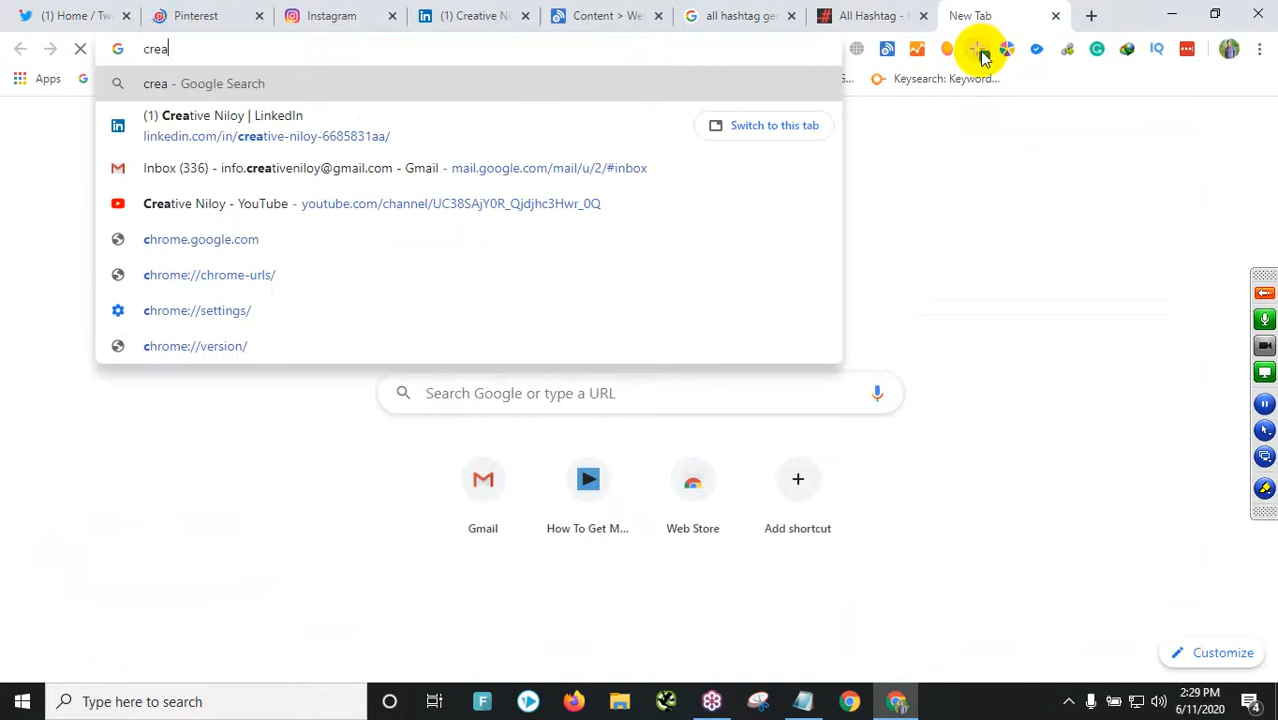 (1) Home / Tw
Pinterest
Instagram
(1) Creative Ni
Content > We
all hashtag ge
All Hashtag - h
New Tab
crea
IQ
Apps
G...
Keysearch: Keyword...
crea - Google Search
(1) Creative Niloy | LinkedIn
linkedin.com/in/creative-niloy-6685831aa/
Switch to this tab
Inbox (336) - info.creativeniloy@gmail.com - Gmail - mail.google.com/mail/u/2/#inbox
Creative Niloy - YouTube - youtube.com/channel/UC38SAjY0R_Qjdjhc3Hwr_0Q
chrome.google.com
chrome://chrome-urls/
chrome://settings/
chrome://version/
Search Google or type a URL
Gmail
How To Get M...
Web Store
Add shortcut
Customize
Type here to search
2:29 PM
6/11/2020
4